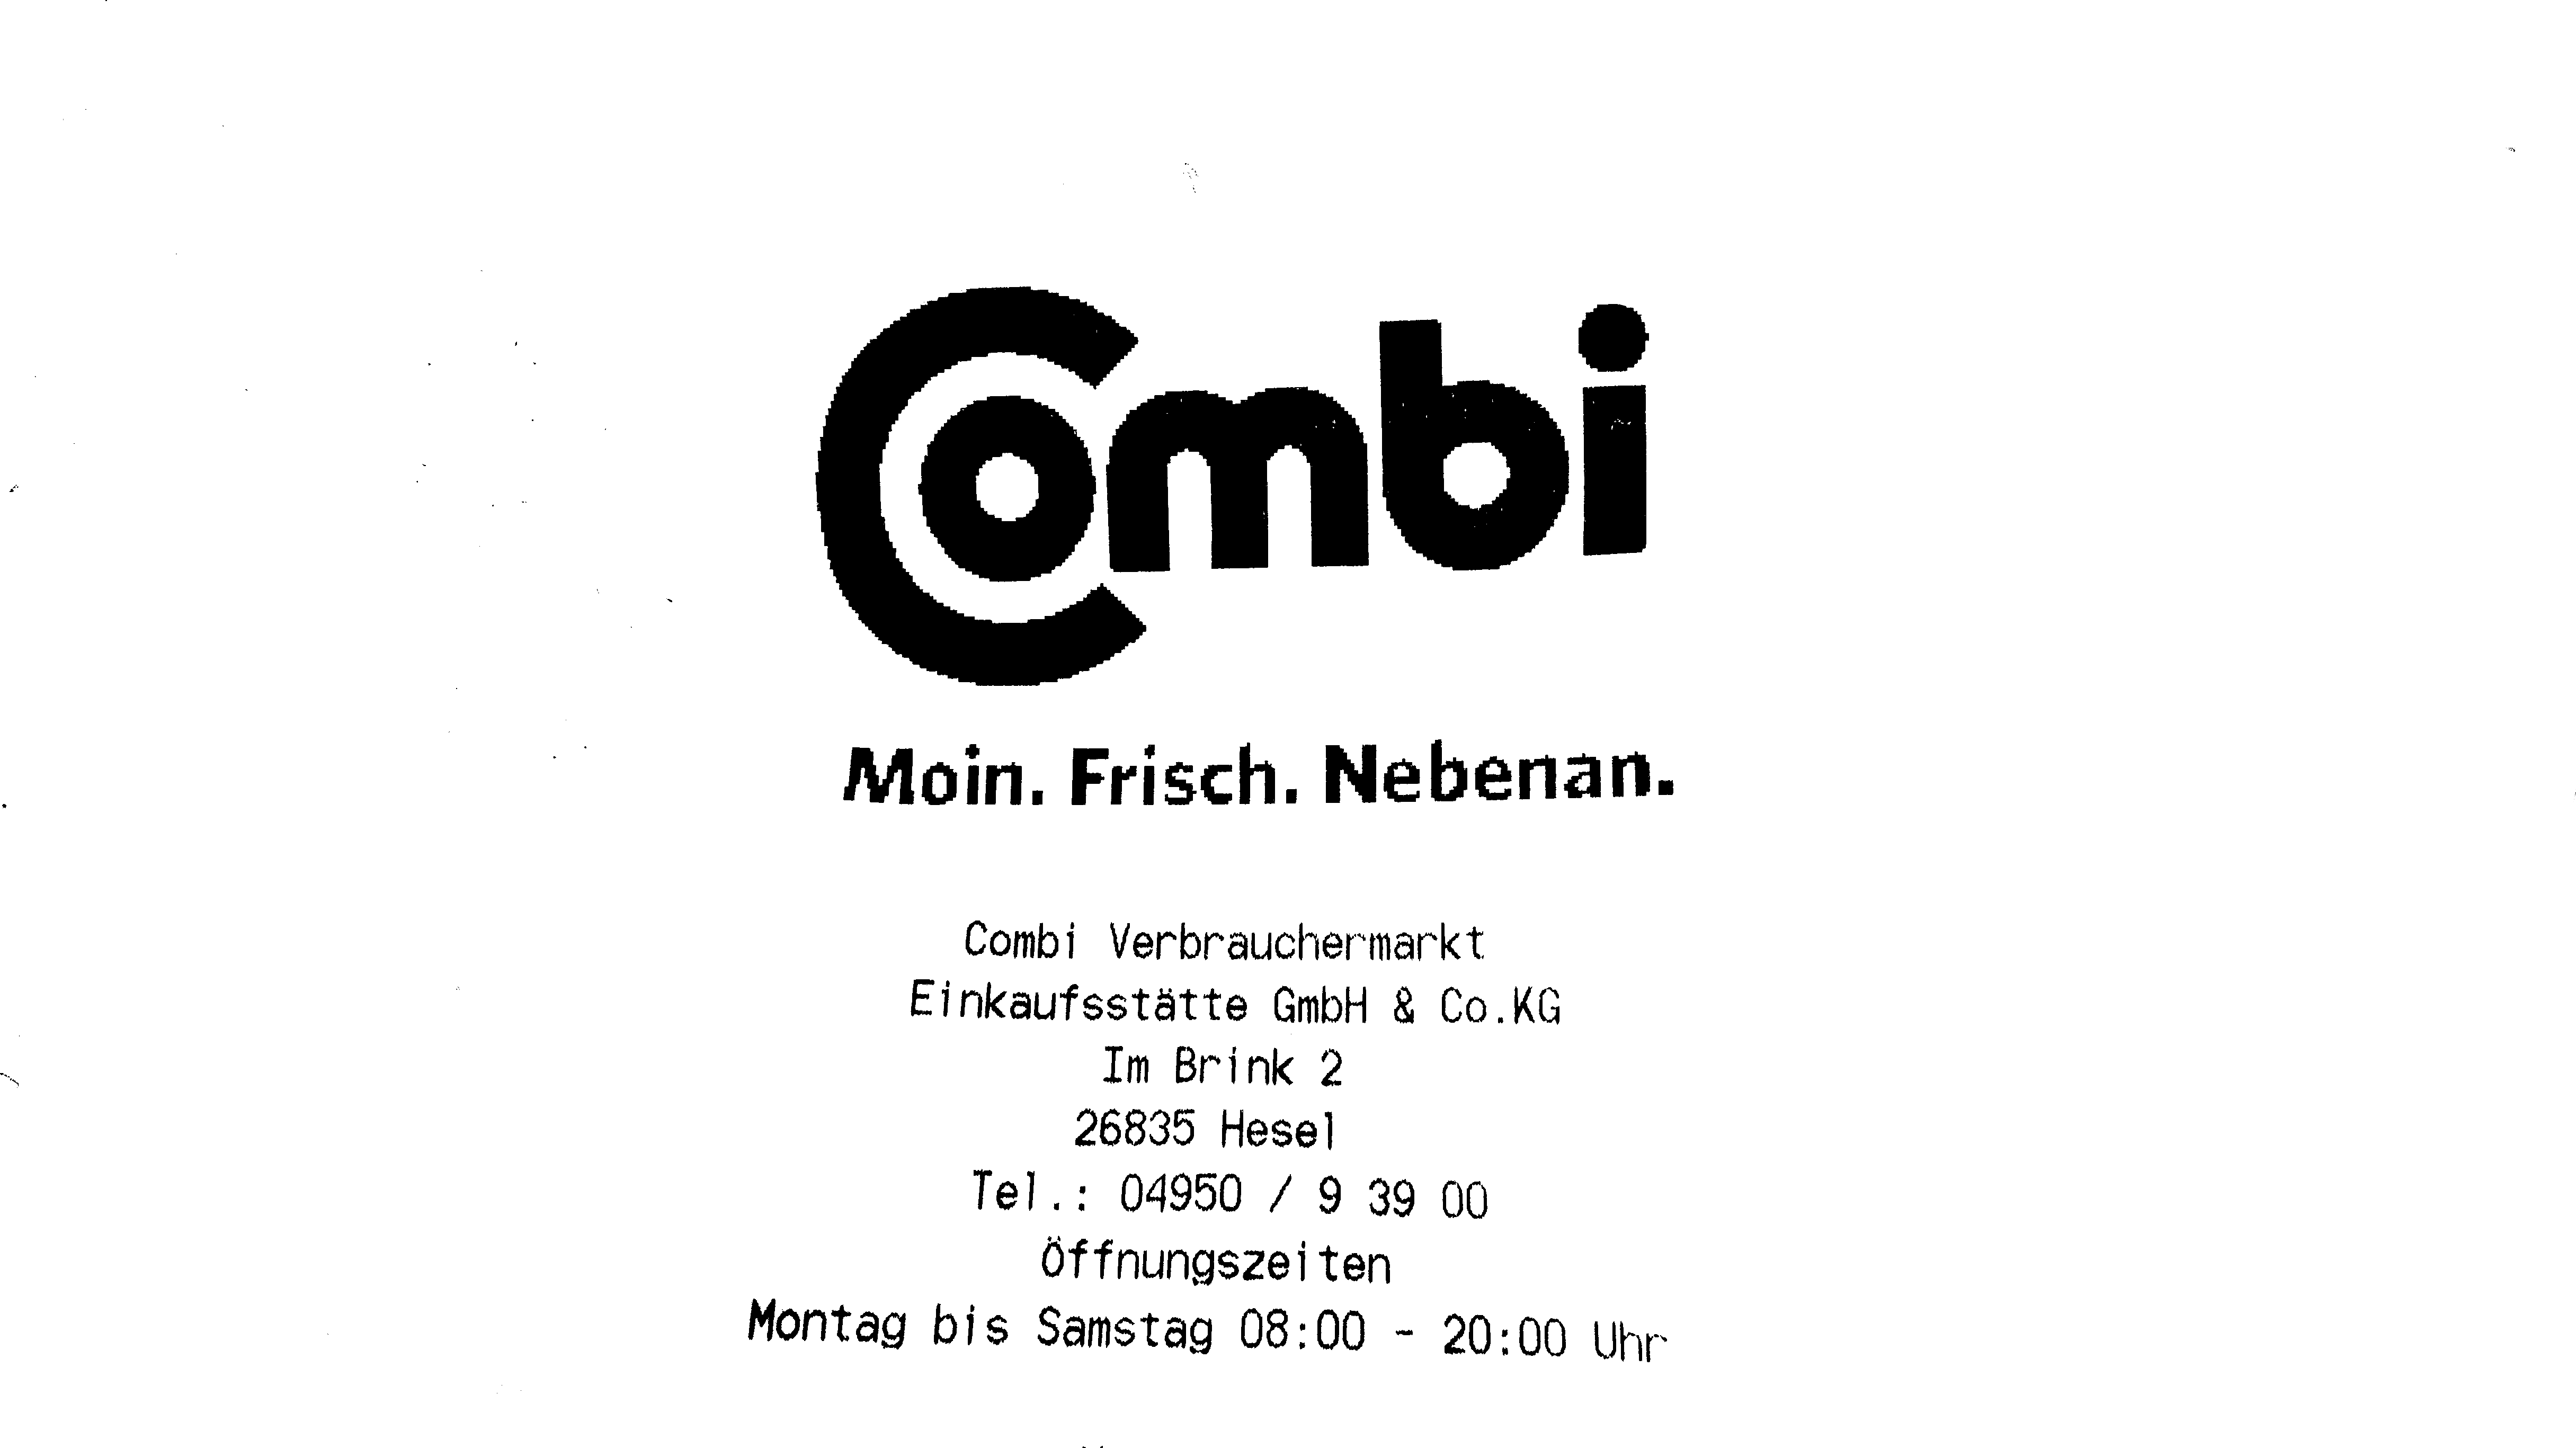 Combi
Moin. Frisch. Nebenan.
Combi Verbrauchermarkt
Einkaufsstätte GmbH & Co.KG
Im Brink 2
26835 Hesel
Tel.: 04950 / 9 39 00
Öffnungszeiten
Montag bis Samstag 08:00 - 20:00 Uhr